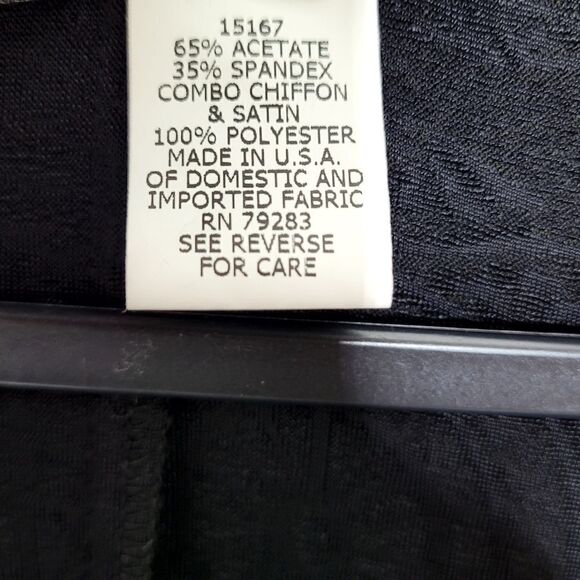 15167
65% ACETATE
35% SPANDEX
COMBO CHIFFON
& SATIN
100% POLYESTER
MADE IN U.S.A.
OF DOMESTIC AND
IMPORTED FABRIC
RN 79283
SEE REVERSE
FOR CARE